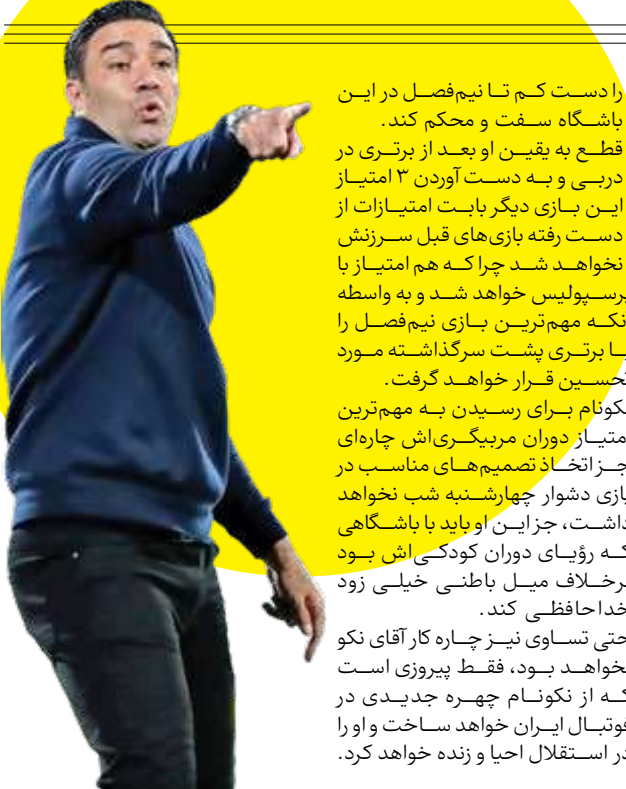 را دست کم تا نیم‌فصل در این
باشگاه سفت و محکم کند.
قطع به یقین او بعد از برتری در
دربی و به دست آوردن ۳ امتیاز
این بازی دیگر بابت امتیازات از
دست رفته بازی‌های قبل سرزنش
نخواهد شد چرا که هم امتیاز با
پرسپولیس خواهد شد و به واسطه
آنکه مهم‌ترین بازی نیم‌فصل را
با برتری پشت سرگذاشته مورد
تحسین قرار خواهد گرفت.
نکونام برای رسیدن به مهم‌ترین
امتیاز دوران مربیگری‌اش چاره‌ای
جز اتخاذ تصمیم‌های مناسب در
بازی دشوار چهارشنبه شب نخواهد
داشت، جز این او باید با باشگاهی
که رؤیای دوران کودکی‌اش بود
برخلاف میل باطنی خیلی زود
خداحافظی کند.
حتی تساوی نیز چاره کار آقای نکو
نخواهد بود، فقط پیروزی است
که از نکونام چهره جدیدی در
فوتبال ایران خواهد ساخت و او را
در استقلال احیا و زنده خواهد کرد.